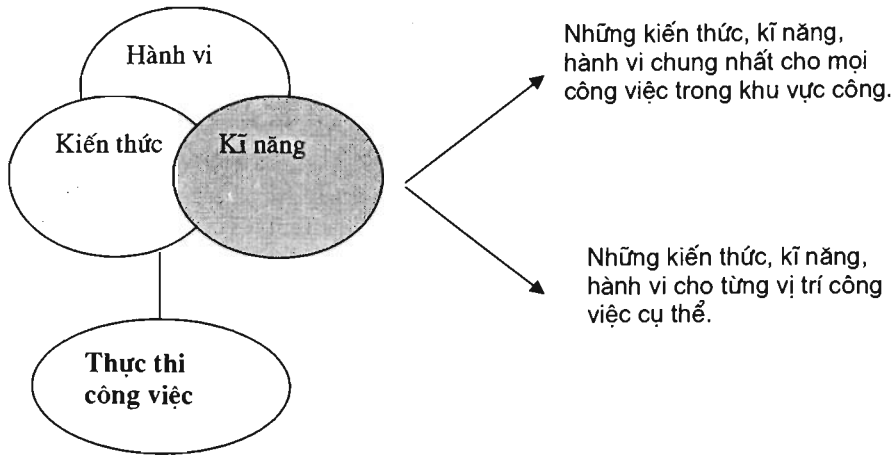 Hành vi
Kiến thức
Kĩ năng
Thực thi
công việc
Những kiến thức, kĩ năng,
hành vi chung nhất cho mọi
công việc trong khu vực công.
Những kiến thức, kĩ năng,
hành vi cho từng vị trí công
việc cụ thể.